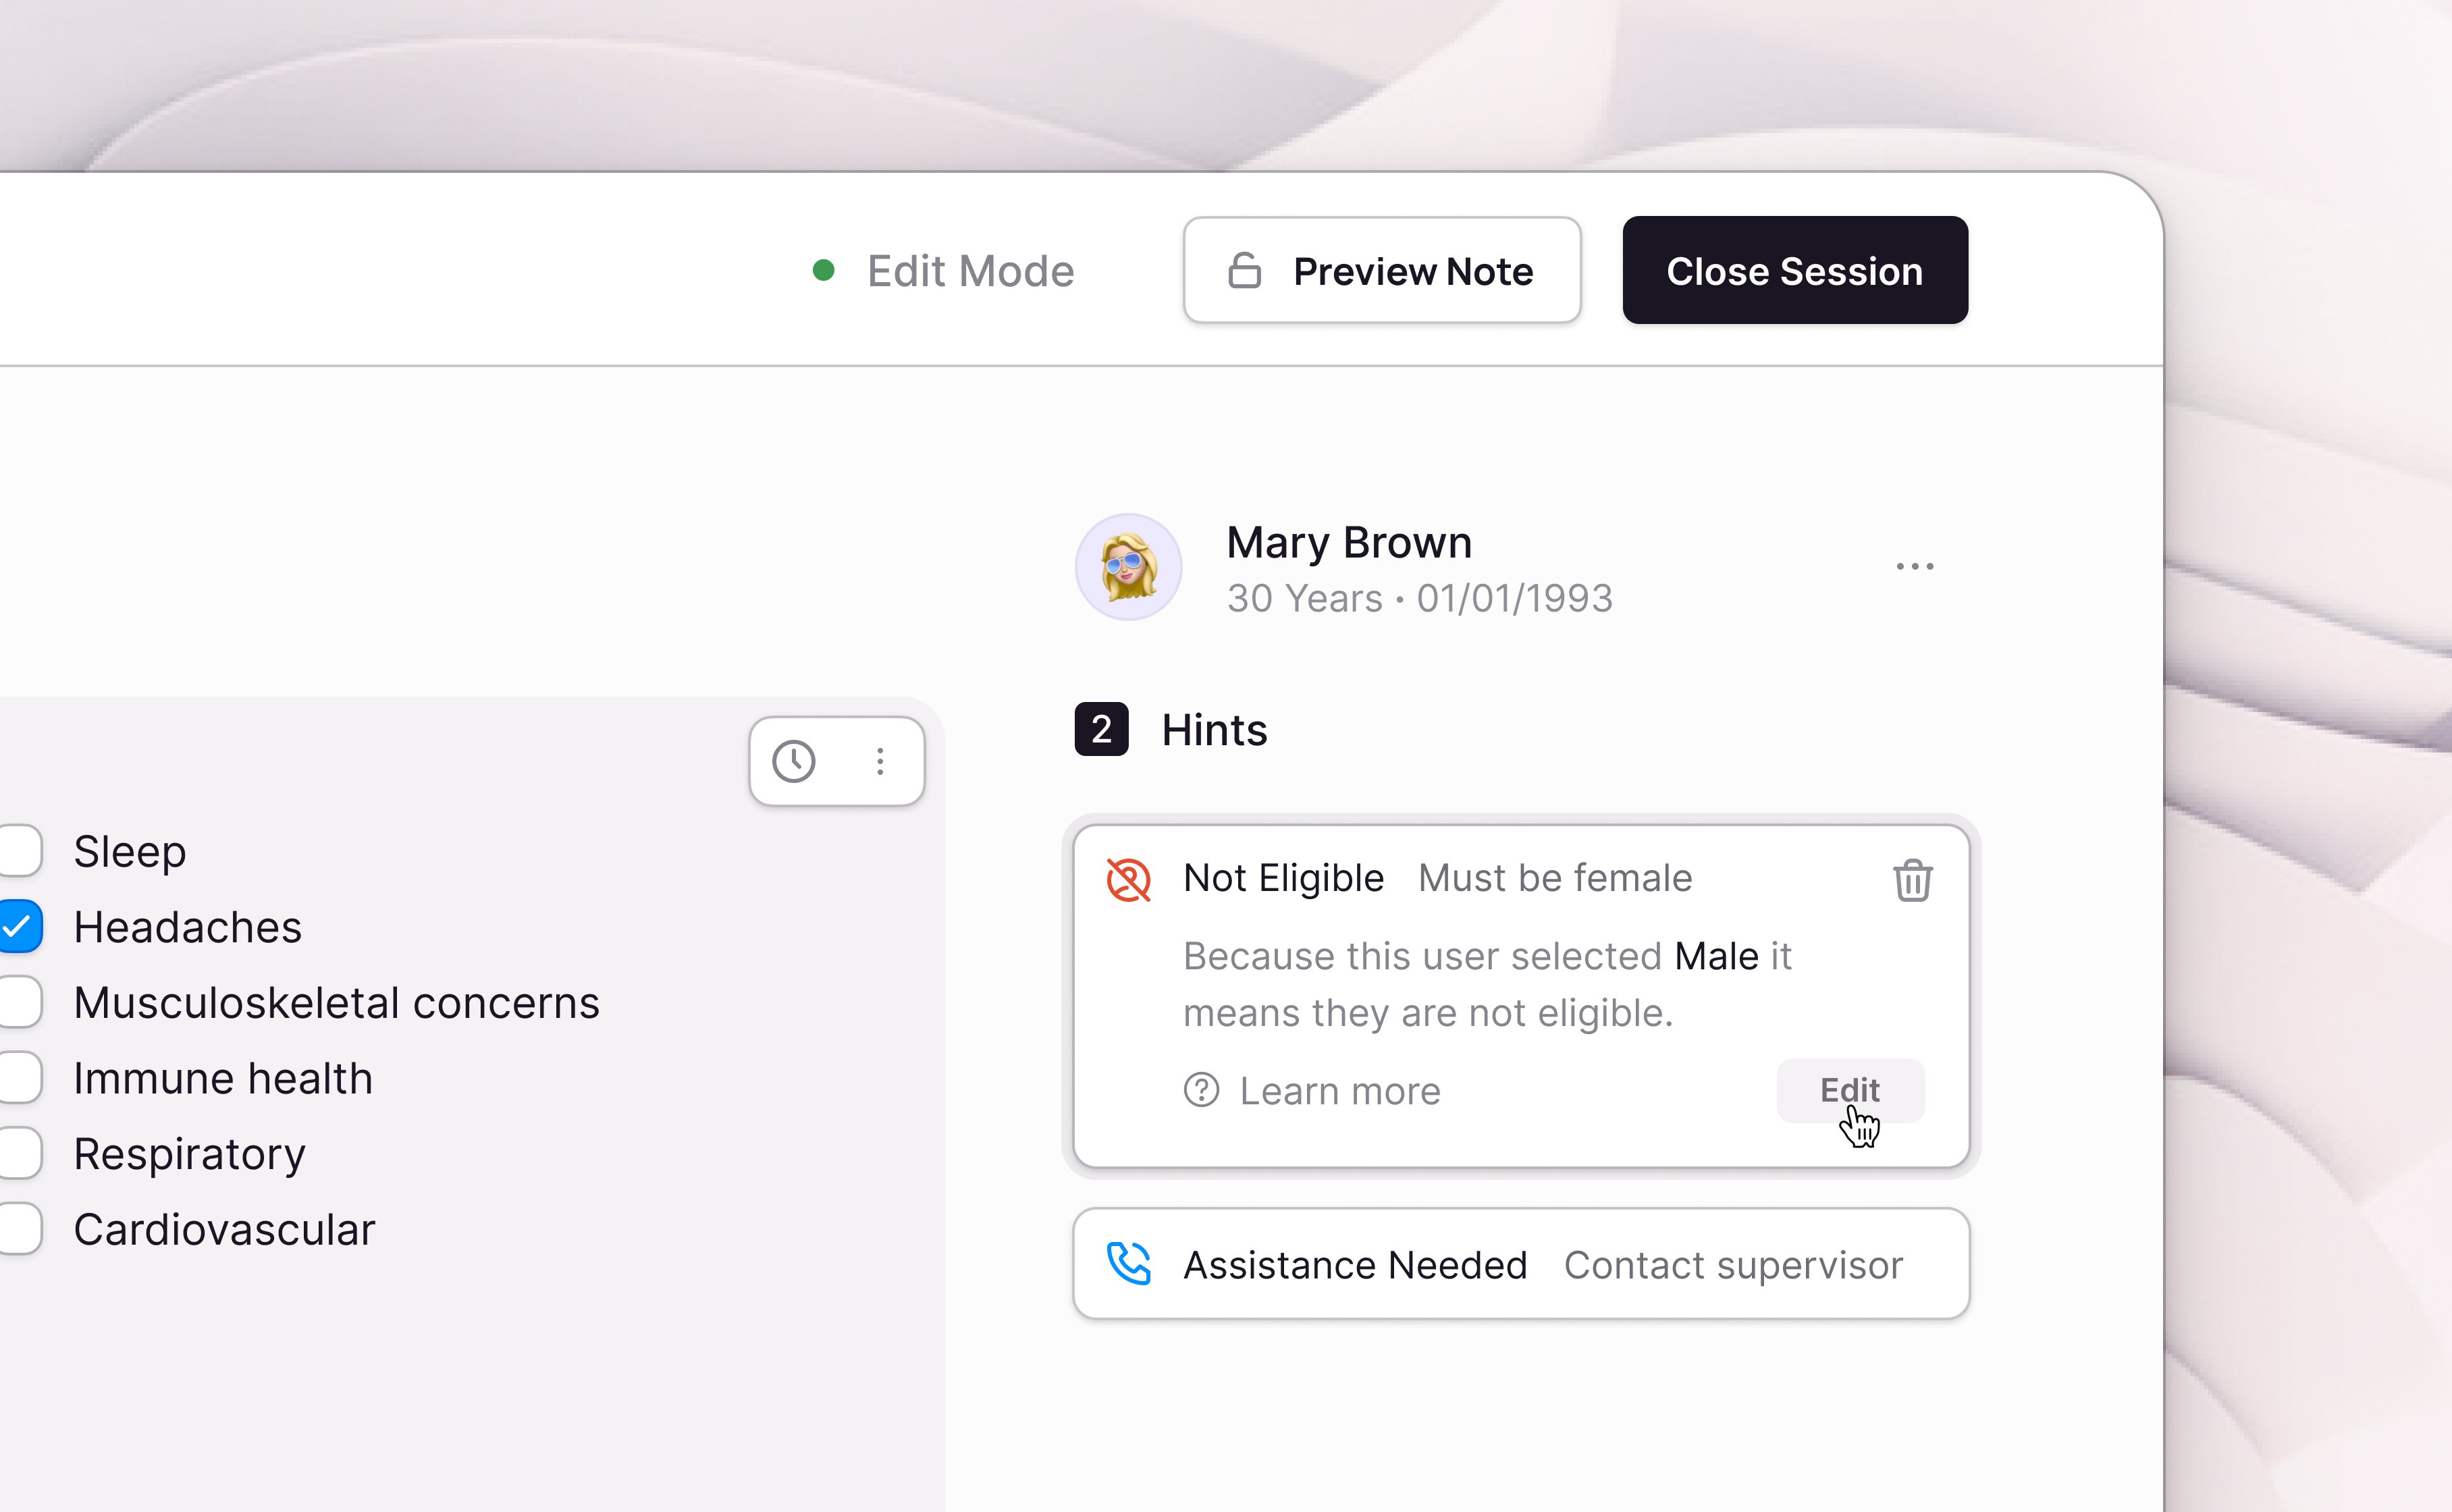 Edit Mode
Preview Note
Close Session
Mary Brown
30 Years • 01/01/1993
2 Hints
Sleep
Headaches
Musculoskeletal concerns
Immune health
Respiratory
Cardiovascular
Not Eligible Must be female
Because this user selected Male it
means they are not eligible.
Learn more
Edit
Assistance Needed Contact supervisor